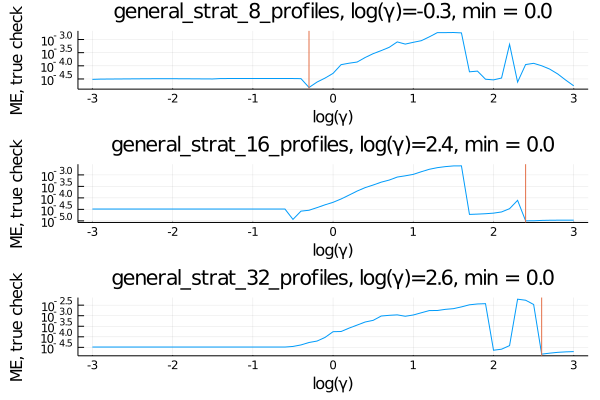 general_strat_8_profiles, log(γ)=-0.3, min = 0.0
ME, true check
10^-3.0
10^-3.5
10^-4.0
10^-4.5
-3 -2 -1 0 1 2 3
log(γ)
general_strat_16_profiles, log(γ)=2.4, min = 0.0
ME, true check
10^-3.0
10^-3.5
10^-4.0
10^-4.5
10^-5.0
-3 -2 -1 0 1 2 3
log(γ)
general_strat_32_profiles, log(γ)=2.6, min = 0.0
ME, true check
10^-2.5
10^-3.0
10^-3.5
10^-4.0
10^-4.5
-3 -2 -1 0 1 2 3
log(γ)